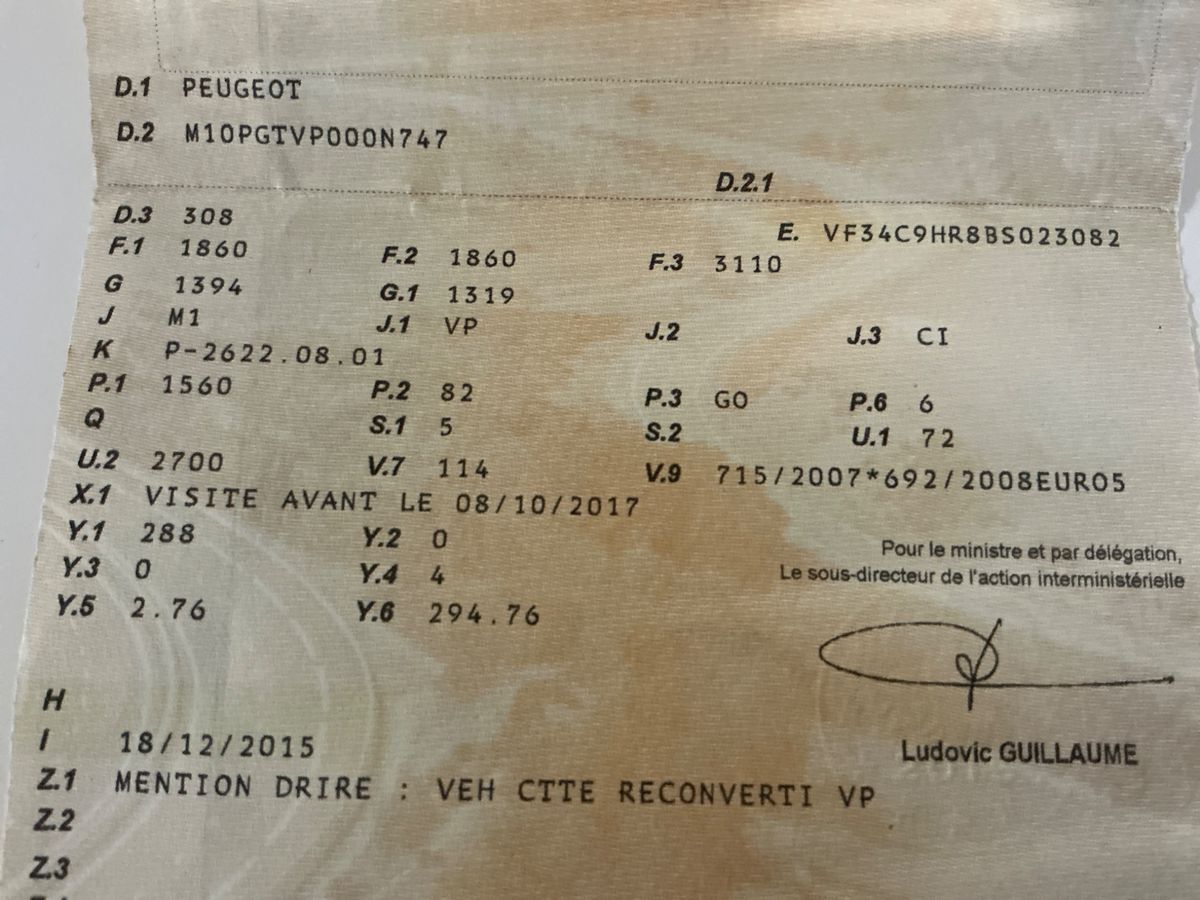 D.1 PEUGEOT
D.2 M10PGTVP000N747
D.2.1
D.3 308
E. VF34C9HR8BS023082
F.1 1860 F.2 1860 F.3 3110
G 1394 G.1 1319
J M1 J.1 VP J.2 J.3 CI
K P-2622.08.01
P.1 1560 P.2 82 P.3 GO P.6 6
Q S.1 5 S.2 U.1 72
U.2 2700 V.7 114 V.9 715/2007*692/2008EURO5
X.1 VISITE AVANT LE 08/10/2017
Y.1 288 Y.2 0
Y.3 0 Y.4 4
Y.5 2.76 Y.6 294.76
Pour le ministre et par délégation,
Le sous-directeur de l'action interministérielle
H
I 18/12/2015
Ludovic GUILLAUME
Z.1 MENTION DRIRE : VEH CTTE RECONVERTI VP
Z.2
Z.3